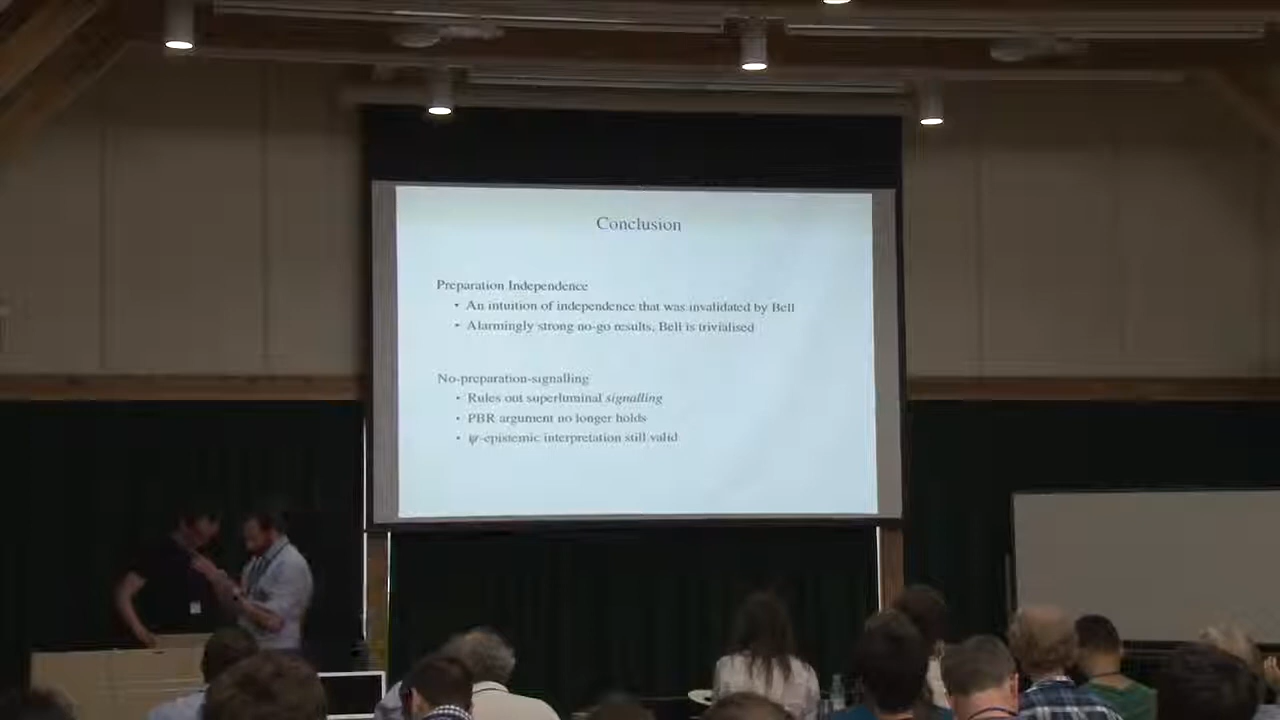 Conclusion
Preparation Independence
• An intuition of independence that was invalidated by Bell
• Alarmingly strong no-go results, Bell is trivialised
No-preparation-signalling
• Rules out superluminal signalling
• PBR argument no longer holds
• ψ-epistemic interpretation still valid